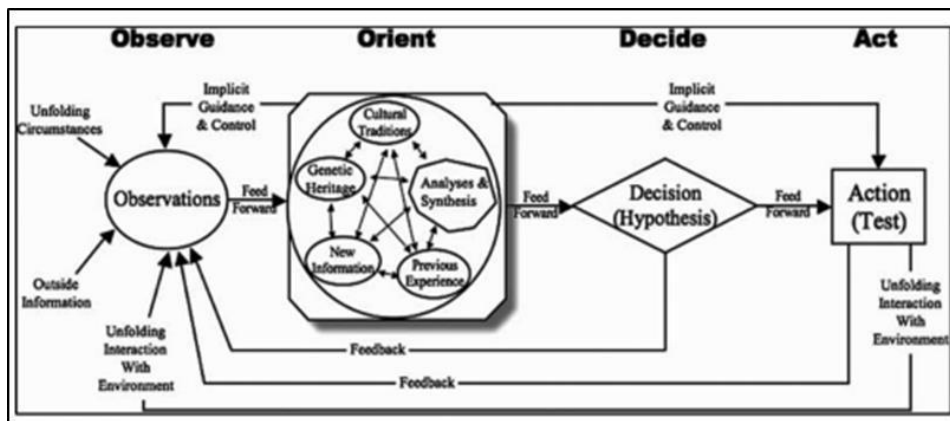 Observe
Orient
Decide
Act
Implicit
Guidance
& Control
Unfolding
Circumstances
Observations
Outside
Information
Feed
Forward
Cultural
Traditions
Genetic
Heritage
Analyses &
Synthesis
New
Information
Previous
Experience
Implicit
Guidance
& Control
Feed
Forward
Decision
(Hypothesis)
Feed
Forward
Action
(Test)
Unfolding
Interaction
With
Environment
Unfolding
Interaction
With
Environment
Feedback
Feedback